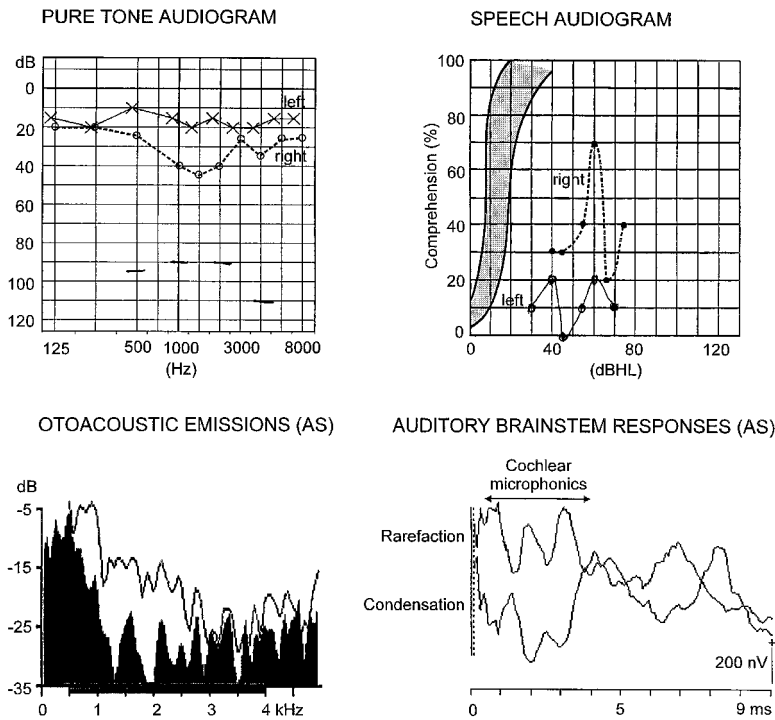 PURE TONE AUDIOGRAM
dB
0
20
40
60
80
100
120
left
right
125 500 1000 3000 8000
(Hz)
SPEECH AUDIOGRAM
Comprehension (%)
100
80
60
40
20
0
right
left
0 40 80 120
(dBHL)
OTOACOUSTIC EMISSIONS (AS)
dB
-5
-15
-25
-35
0 1 2 3 4 kHz
AUDITORY BRAINSTEM RESPONSES (AS)
Cochlear
microphonics
Rarefaction
Condensation
200 nV
0 5 9 ms